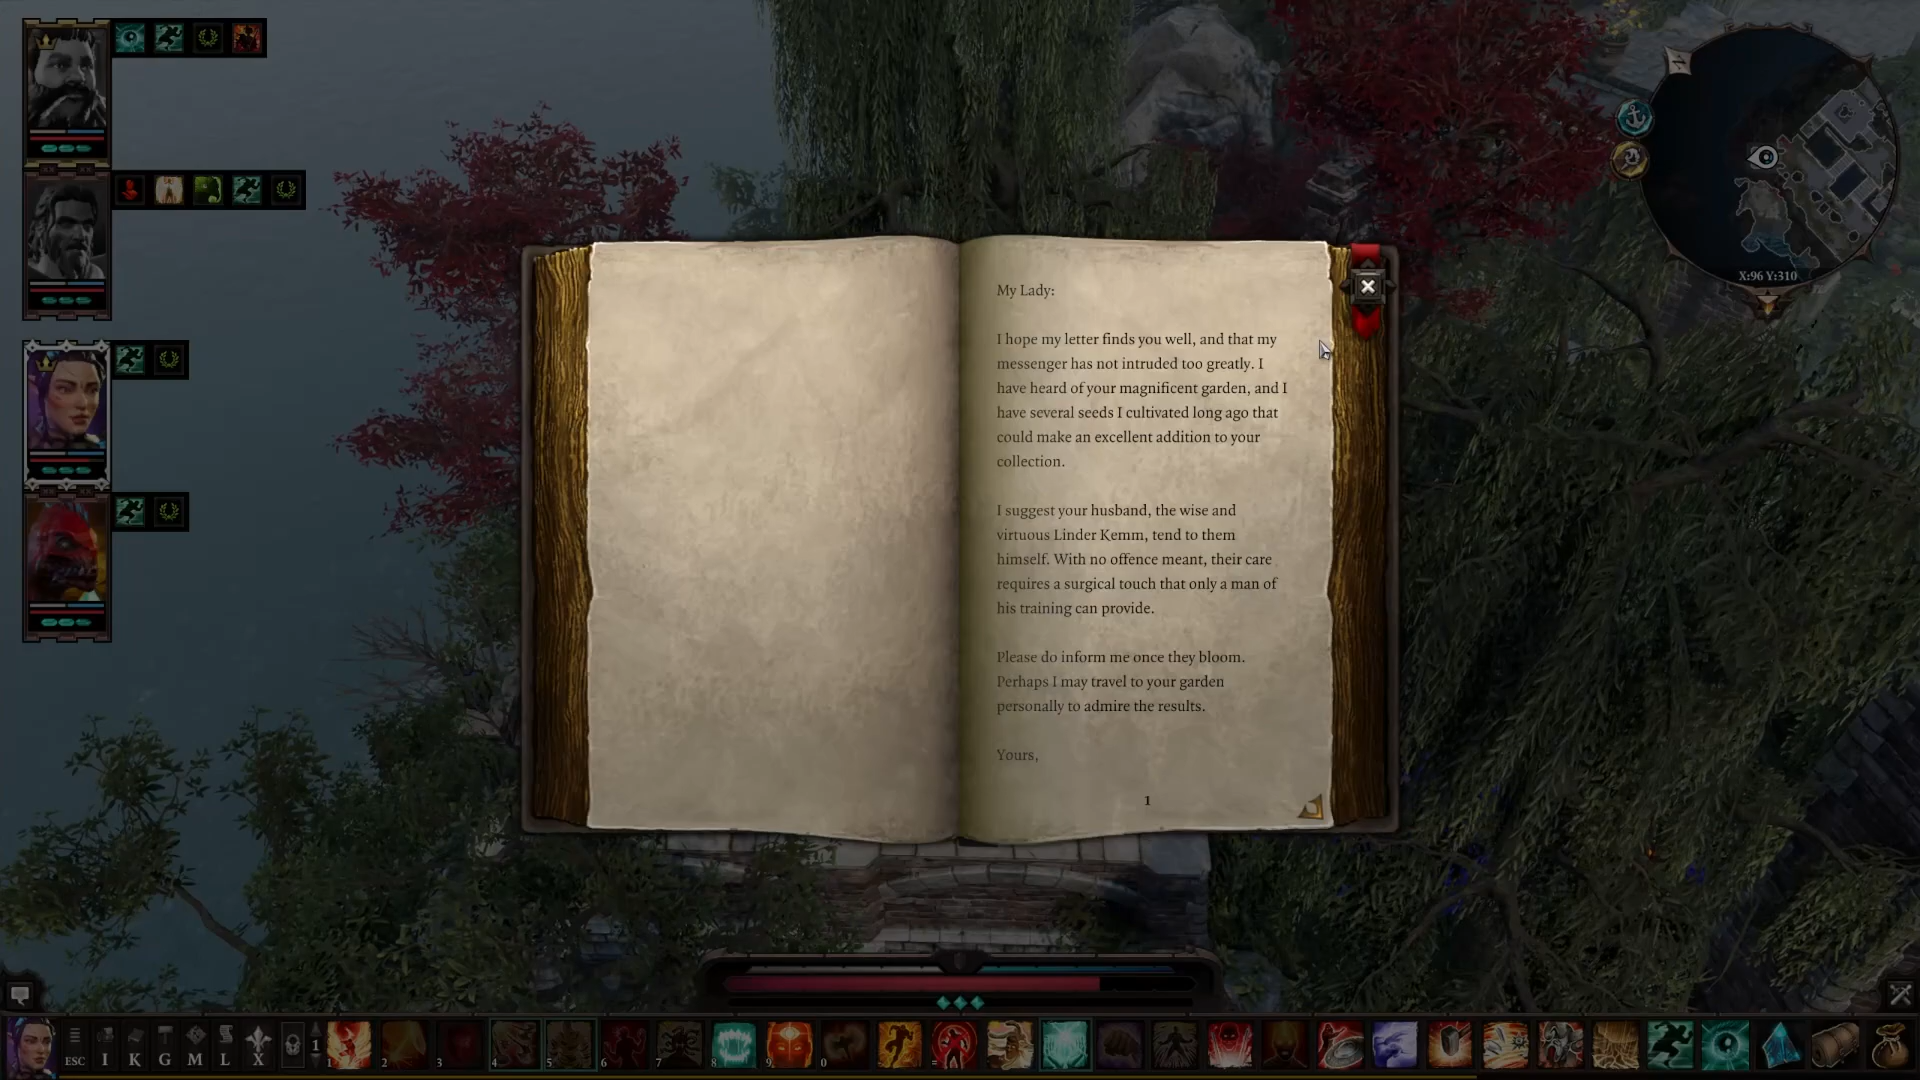 X:96 Y:310
My Lady:
I hope my letter finds you well, and that my
messenger has not intruded too greatly. I
have heard of your magnificent garden, and I
have several seeds I cultivated long ago that
could make an excellent addition to your
collection.
I suggest your husband, the wise and
virtuous Linder Kemm, tend to them
himself. With no offence meant, their care
requires a surgical touch that only a man of
his training can provide.
Please do inform me once they bloom.
Perhaps I may travel to your garden
personally to admire the results.
Yours,
1
ESC I K G M L X 1 1 2 3 4 5 6 7 8 9 0 =